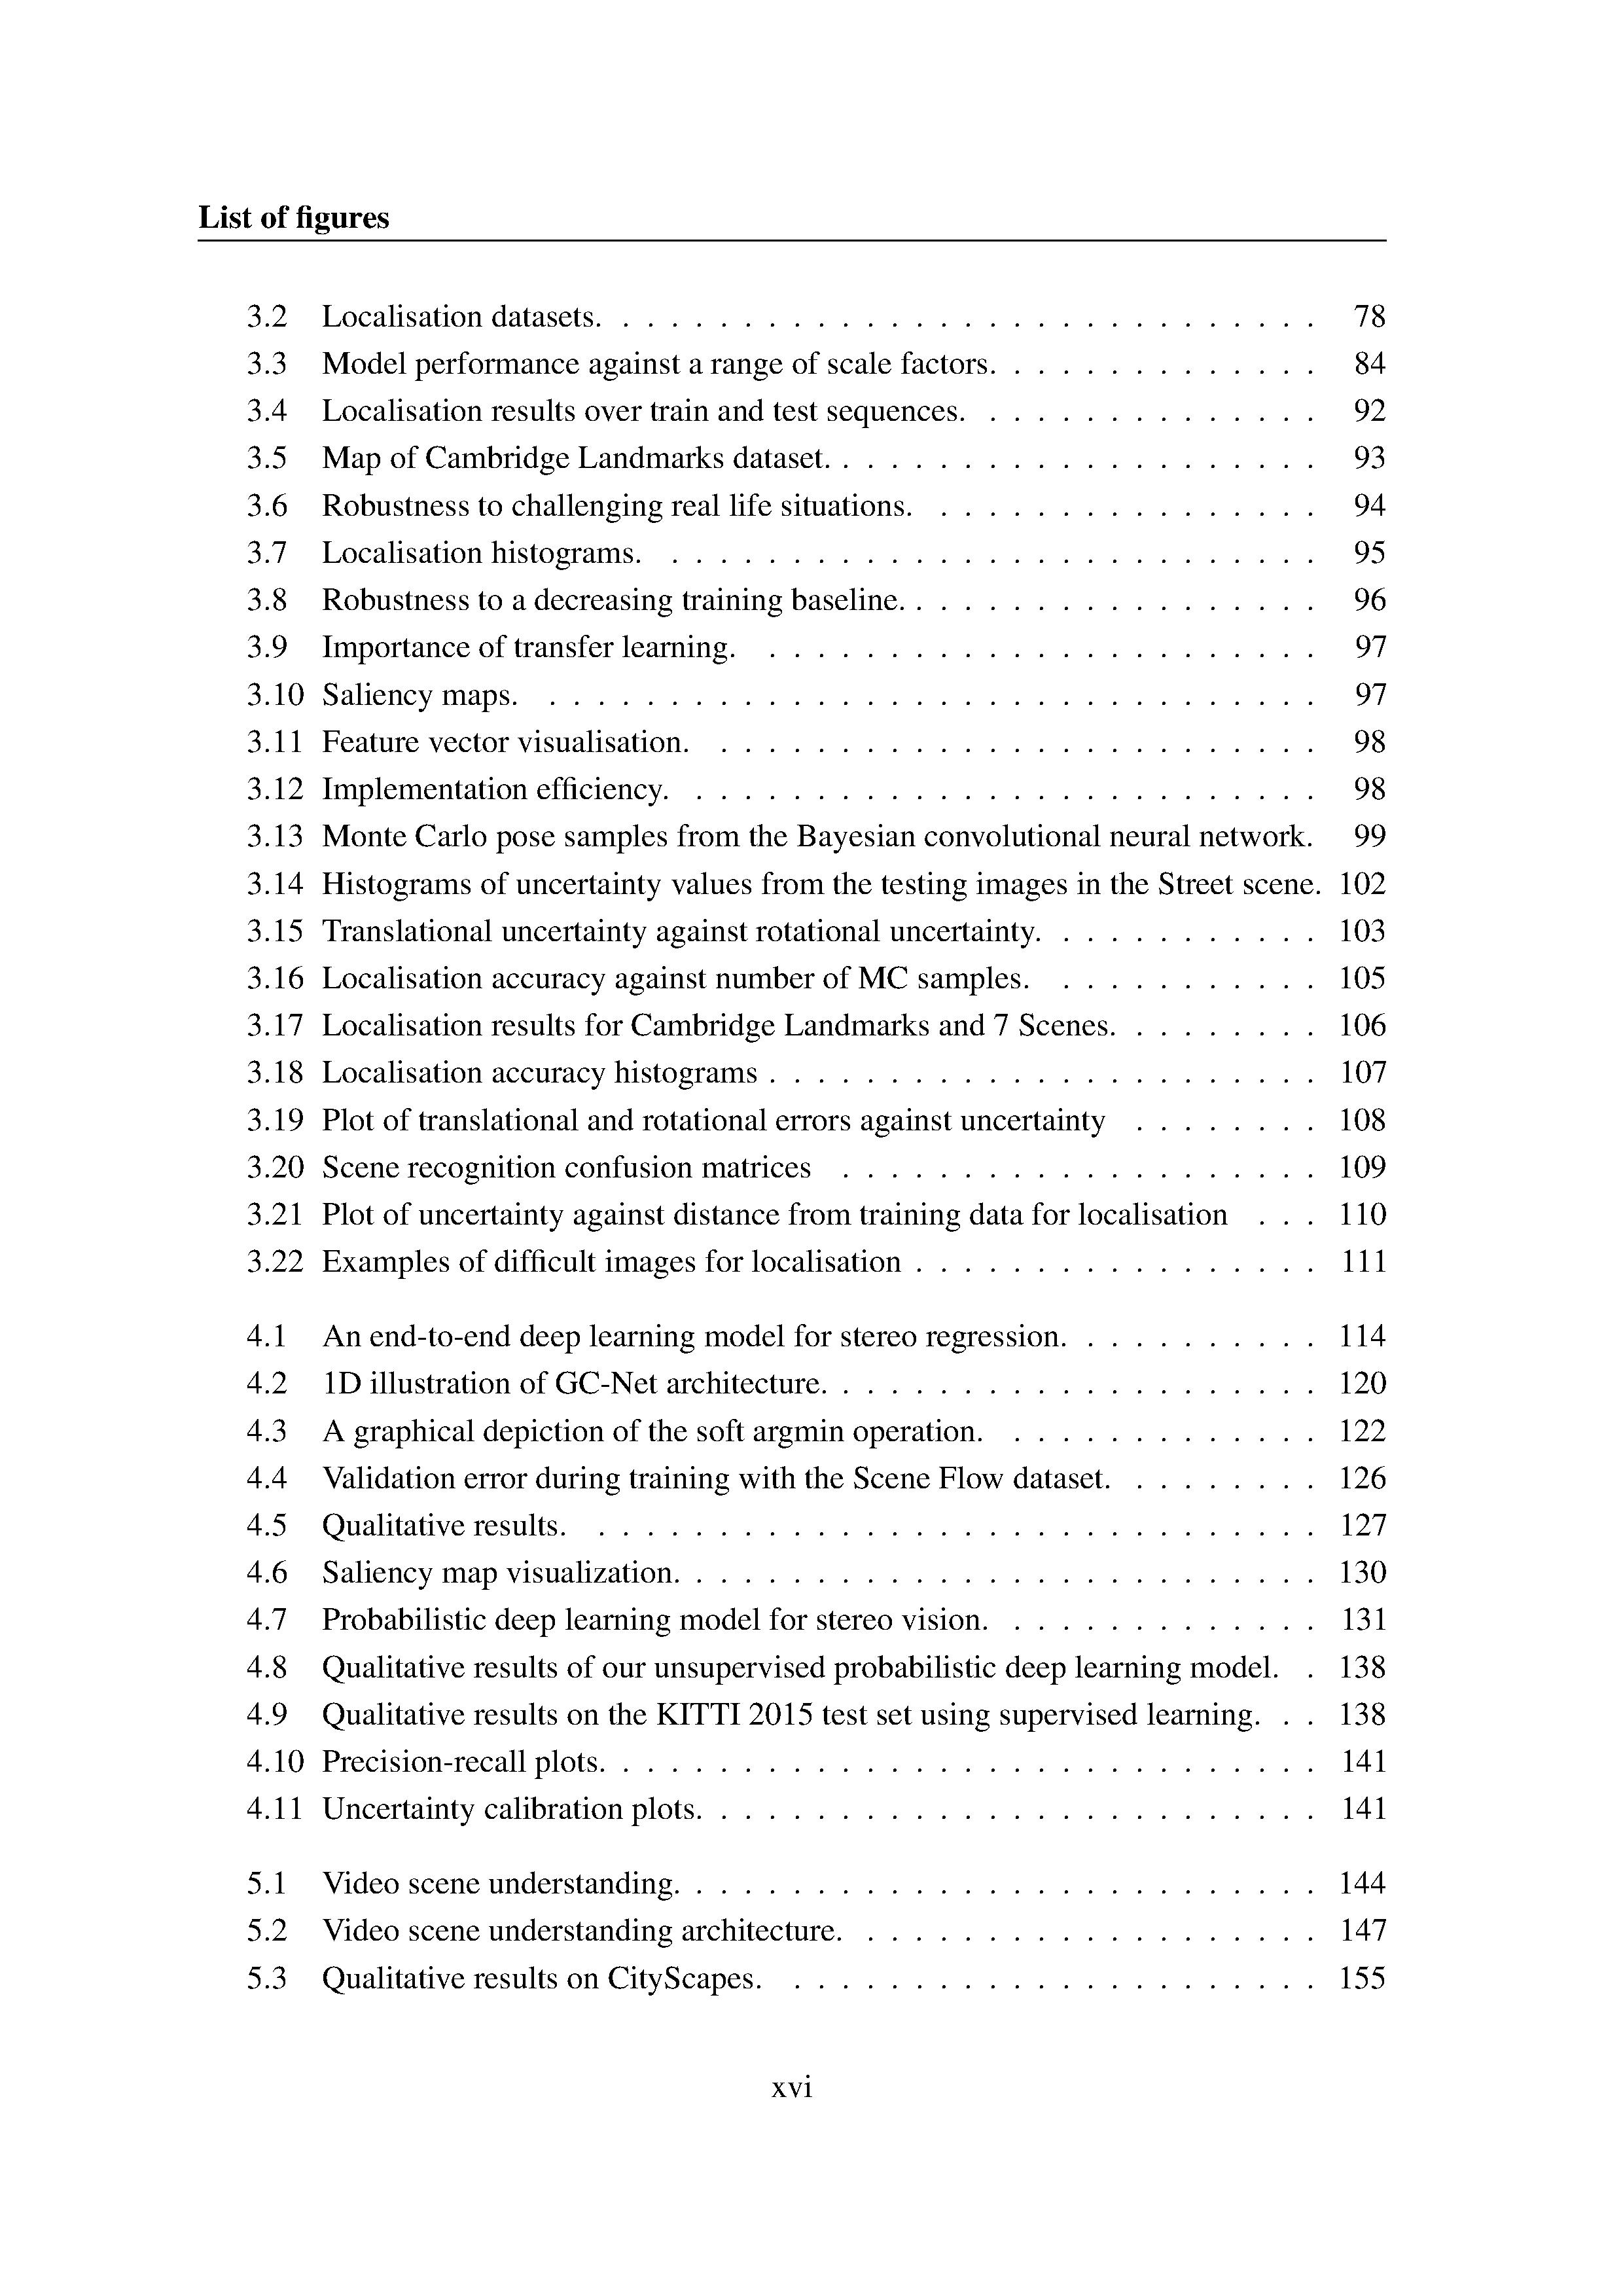 List of figures
3.2 Localisation datasets. . . . . . . . . . . . . . . . . . . . . . . . . . . . . . 78
3.3 Model performance against a range of scale factors. . . . . . . . . . . . . . 84
3.4 Localisation results over train and test sequences. . . . . . . . . . . . . . . 92
3.5 Map of Cambridge Landmarks dataset. . . . . . . . . . . . . . . . . . . . . 93
3.6 Robustness to challenging real life situations. . . . . . . . . . . . . . . . . 94
3.7 Localisation histograms. . . . . . . . . . . . . . . . . . . . . . . . . . . . 95
3.8 Robustness to a decreasing training baseline. . . . . . . . . . . . . . . . . . 96
3.9 Importance of transfer learning. . . . . . . . . . . . . . . . . . . . . . . . 97
3.10 Saliency maps. . . . . . . . . . . . . . . . . . . . . . . . . . . . . . . . . 97
3.11 Feature vector visualisation. . . . . . . . . . . . . . . . . . . . . . . . . . 98
3.12 Implementation efficiency. . . . . . . . . . . . . . . . . . . . . . . . . . . 98
3.13 Monte Carlo pose samples from the Bayesian convolutional neural network. 99
3.14 Histograms of uncertainty values from the testing images in the Street scene. 102
3.15 Translational uncertainty against rotational uncertainty. . . . . . . . . . . . 103
3.16 Localisation accuracy against number of MC samples. . . . . . . . . . . . 105
3.17 Localisation results for Cambridge Landmarks and 7 Scenes. . . . . . . . . 106
3.18 Localisation accuracy histograms . . . . . . . . . . . . . . . . . . . . . . . 107
3.19 Plot of translational and rotational errors against uncertainty . . . . . . . . 108
3.20 Scene recognition confusion matrices . . . . . . . . . . . . . . . . . . . . 109
3.21 Plot of uncertainty against distance from training data for localisation . . . 110
3.22 Examples of difficult images for localisation . . . . . . . . . . . . . . . . . 111
4.1 An end-to-end deep learning model for stereo regression. . . . . . . . . . . 114
4.2 1D illustration of GC-Net architecture. . . . . . . . . . . . . . . . . . . . . 120
4.3 A graphical depiction of the soft argmin operation. . . . . . . . . . . . . . 122
4.4 Validation error during training with the Scene Flow dataset. . . . . . . . . 126
4.5 Qualitative results. . . . . . . . . . . . . . . . . . . . . . . . . . . . . . . 127
4.6 Saliency map visualization. . . . . . . . . . . . . . . . . . . . . . . . . . . 130
4.7 Probabilistic deep learning model for stereo vision. . . . . . . . . . . . . . 131
4.8 Qualitative results of our unsupervised probabilistic deep learning model. . 138
4.9 Qualitative results on the KITTI 2015 test set using supervised learning. . . 138
4.10 Precision-recall plots. . . . . . . . . . . . . . . . . . . . . . . . . . . . . . 141
4.11 Uncertainty calibration plots. . . . . . . . . . . . . . . . . . . . . . . . . . 141
5.1 Video scene understanding. . . . . . . . . . . . . . . . . . . . . . . . . . . 144
5.2 Video scene understanding architecture. . . . . . . . . . . . . . . . . . . . 147
5.3 Qualitative results on CityScapes. . . . . . . . . . . . . . . . . . . . . . . 155
xvi